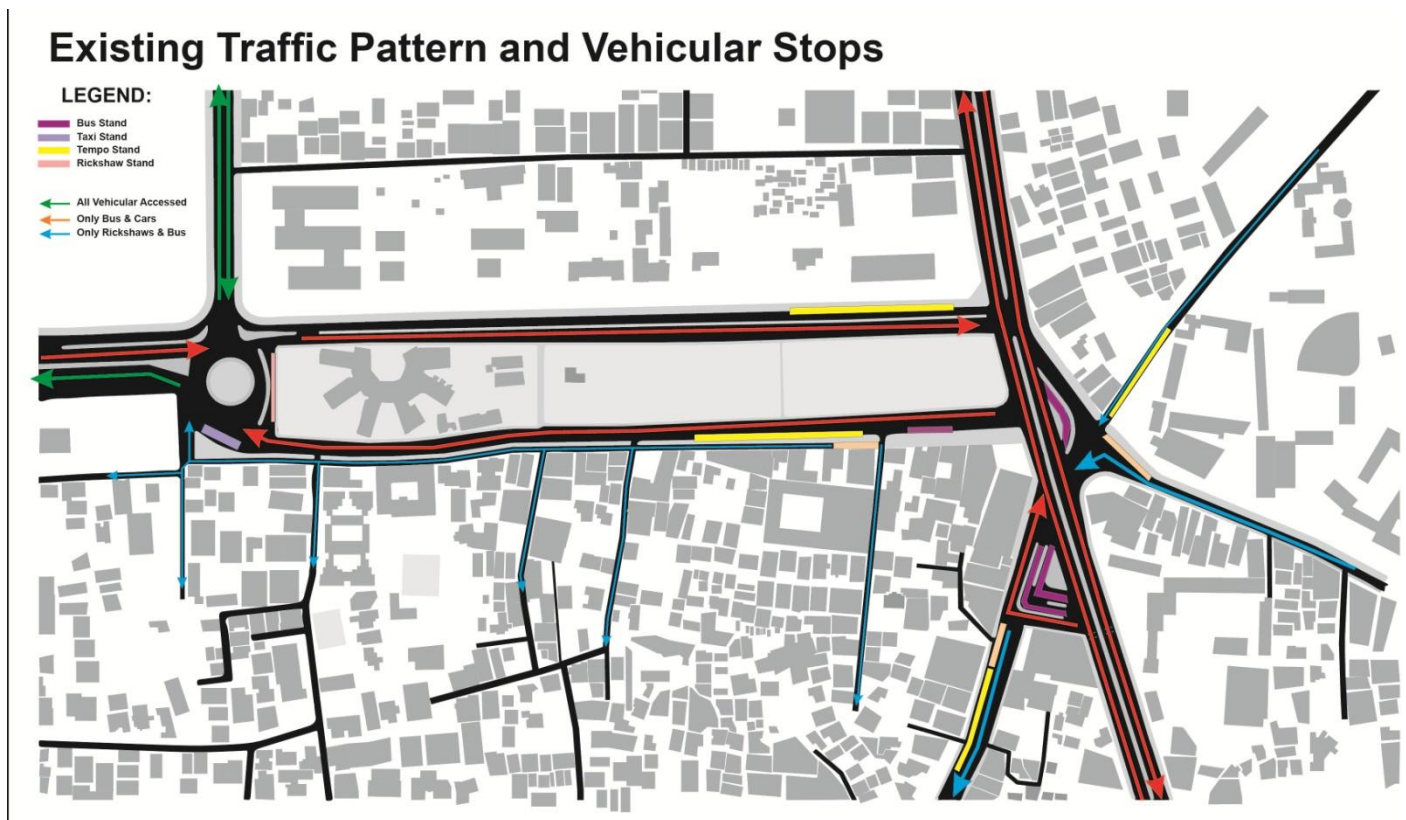 Existing Traffic Pattern and Vehicular Stops
LEGEND:
Bus Stand
Taxi Stand
Tempo Stand
Rickshaw Stand
All Vehicular Accessed
Only Bus & Cars
Only Rickshaws & Bus